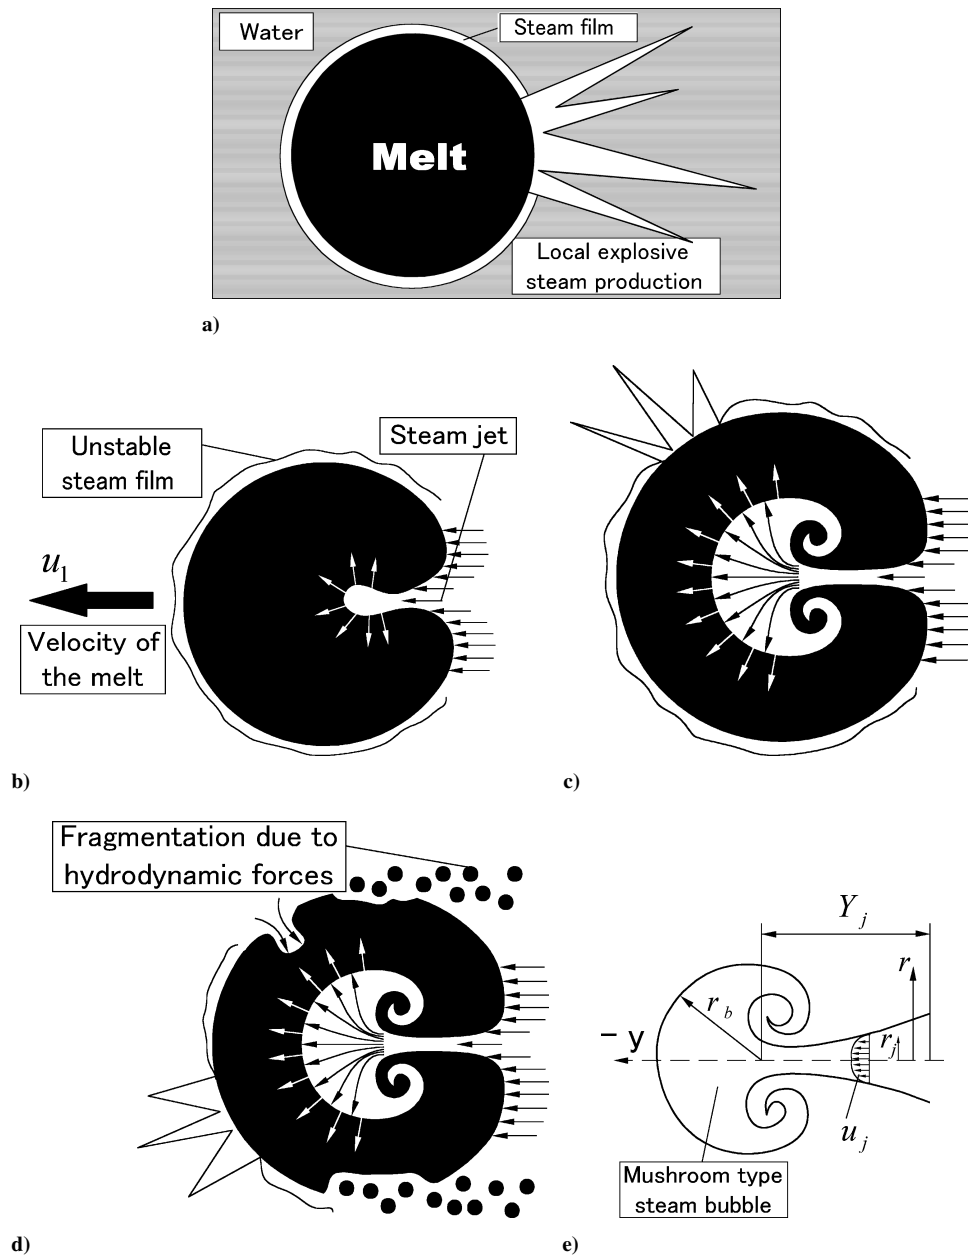 Water
Steam film
Melt
Local explosive
steam production
a)
Unstable
steam film
Steam jet
u1
Velocity of
the melt
b)
c)
Fragmentation due to
hydrodynamic forces
d)
Yj
r
rb
rj
-y
uj
Mushroom type
steam bubble
e)